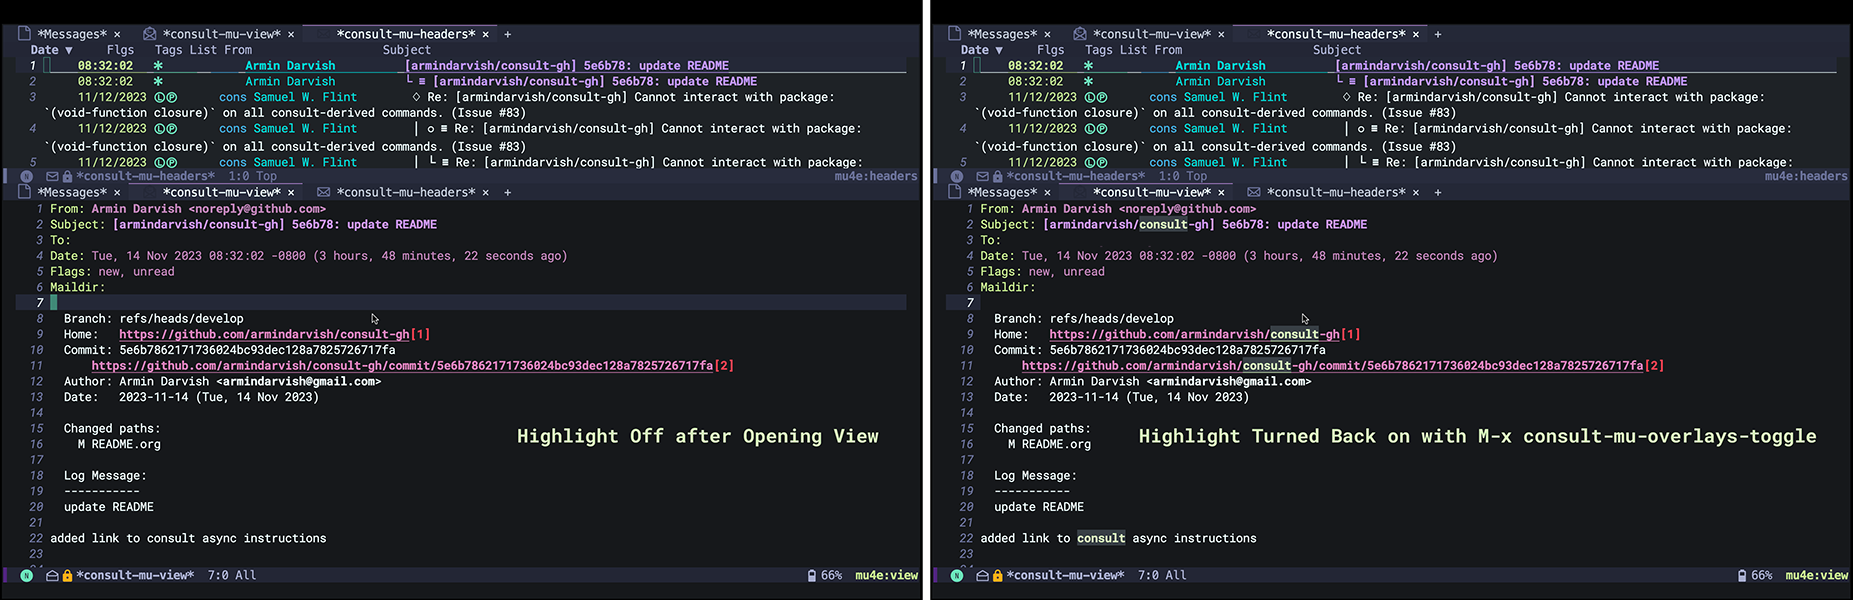 *Messages* × *consult-mu-view* × *consult-mu-headers* × +
Date ▼ Flgs Tags List From Subject
1 08:32:02 * Armin Darvish [armindarvish/consult-gh] 5e6b78: update README
2 08:32:02 * Armin Darvish └ ≡ [armindarvish/consult-gh] 5e6b78: update README
3 11/12/2023 ⓁⓅ cons Samuel W. Flint ◇ Re: [armindarvish/consult-gh] Cannot interact with package:
`(void-function closure)` on all consult-derived commands. (Issue #83)
4 11/12/2023 ⓁⓅ cons Samuel W. Flint | o ≡ Re: [armindarvish/consult-gh] Cannot interact with package:
`(void-function closure)` on all consult-derived commands. (Issue #83)
5 11/12/2023 ⓁⓅ cons Samuel W. Flint | └ ≡ Re: [armindarvish/consult-gh] Cannot interact with package:
N *consult-mu-headers* 1:0 Top mu4e:headers
*Messages* × *consult-mu-view* × *consult-mu-headers* × +
1 From: Armin Darvish <noreply@github.com>
2 Subject: [armindarvish/consult-gh] 5e6b78: update README
3 To:
4 Date: Tue, 14 Nov 2023 08:32:02 -0800 (3 hours, 48 minutes, 22 seconds ago)
5 Flags: new, unread
6 Maildir:
7
8 Branch: refs/heads/develop
9 Home: https://github.com/armindarvish/consult-gh[1]
10 Commit: 5e6b7862171736024bc93dec128a7825726717fa
11 https://github.com/armindarvish/consult-gh/commit/5e6b7862171736024bc93dec128a7825726717fa[2]
12 Author: Armin Darvish <armindarvish@gmail.com>
13 Date: 2023-11-14 (Tue, 14 Nov 2023)
14
15 Changed paths:
16 M README.org
17
18 Log Message:
19 -----------
20 update README
21
22 added link to consult async instructions
23
Highlight Off after Opening View
N *consult-mu-view* 7:0 All 66% mu4e:view
*Messages* × *consult-mu-view* × *consult-mu-headers* × +
Date ▼ Flgs Tags List From Subject
1 08:32:02 * Armin Darvish [armindarvish/consult-gh] 5e6b78: update README
2 08:32:02 * Armin Darvish └ ≡ [armindarvish/consult-gh] 5e6b78: update README
3 11/12/2023 ⓁⓅ cons Samuel W. Flint ◇ Re: [armindarvish/consult-gh] Cannot interact with package:
`(void-function closure)` on all consult-derived commands. (Issue #83)
4 11/12/2023 ⓁⓅ cons Samuel W. Flint | o ≡ Re: [armindarvish/consult-gh] Cannot interact with package:
`(void-function closure)` on all consult-derived commands. (Issue #83)
5 11/12/2023 ⓁⓅ cons Samuel W. Flint | └ ≡ Re: [armindarvish/consult-gh] Cannot interact with package:
N *consult-mu-headers* 1:0 Top mu4e:headers
*Messages* × *consult-mu-view* × *consult-mu-headers* × +
1 From: Armin Darvish <noreply@github.com>
2 Subject: [armindarvish/consult-gh] 5e6b78: update README
3 To:
4 Date: Tue, 14 Nov 2023 08:32:02 -0800 (3 hours, 48 minutes, 22 seconds ago)
5 Flags: new, unread
6 Maildir:
7
8 Branch: refs/heads/develop
9 Home: https://github.com/armindarvish/consult-gh[1]
10 Commit: 5e6b7862171736024bc93dec128a7825726717fa
11 https://github.com/armindarvish/consult-gh/commit/5e6b7862171736024bc93dec128a7825726717fa[2]
12 Author: Armin Darvish <armindarvish@gmail.com>
13 Date: 2023-11-14 (Tue, 14 Nov 2023)
14
15 Changed paths:
16 M README.org
17
18 Log Message:
19 -----------
20 update README
21
22 added link to consult async instructions
23
Highlight Turned Back on with M-x consult-mu-overlays-toggle
N *consult-mu-view* 7:0 All 66% mu4e:view